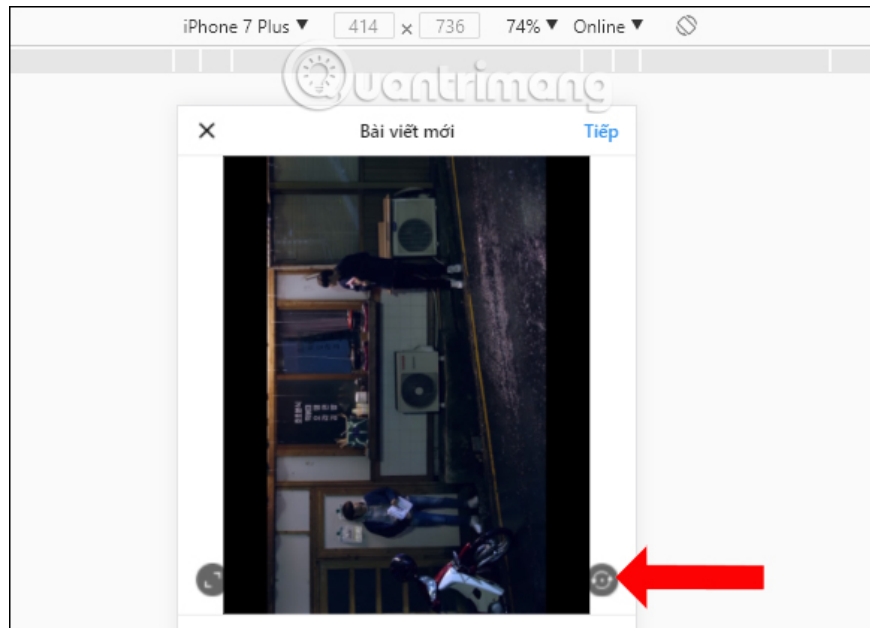 iPhone 7 Plus ▼ 414 x 736 74% ▼ Online ▼
Quantrimang
Bài viết mới Tiếp